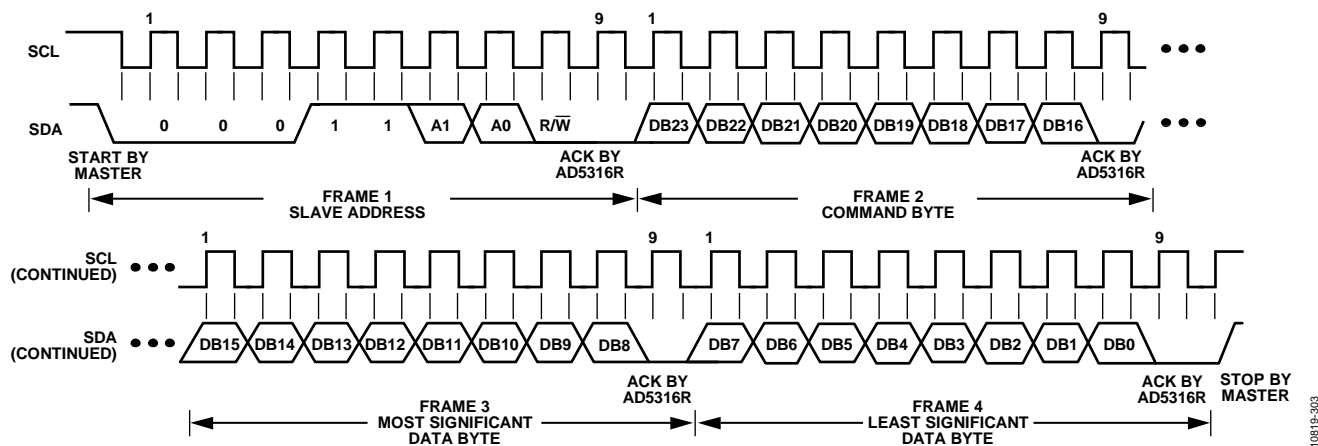 1 9 1 9
SCL
SDA 0 0 0 1 1 A1 A0 R/W̅ DB23 DB22 DB21 DB20 DB19 DB18 DB17 DB16
START BY
MASTER
ACK BY
AD5316R
ACK BY
AD5316R
FRAME 1
SLAVE ADDRESS
FRAME 2
COMMAND BYTE
1 9 1 9
SCL
(CONTINUED)
SDA
(CONTINUED)
DB15 DB14 DB13 DB12 DB11 DB10 DB9 DB8 DB7 DB6 DB5 DB4 DB3 DB2 DB1 DB0
ACK BY
AD5316R
ACK BY
AD5316R
STOP BY
MASTER
FRAME 3
MOST SIGNIFICANT
DATA BYTE
FRAME 4
LEAST SIGNIFICANT
DATA BYTE
10819-303